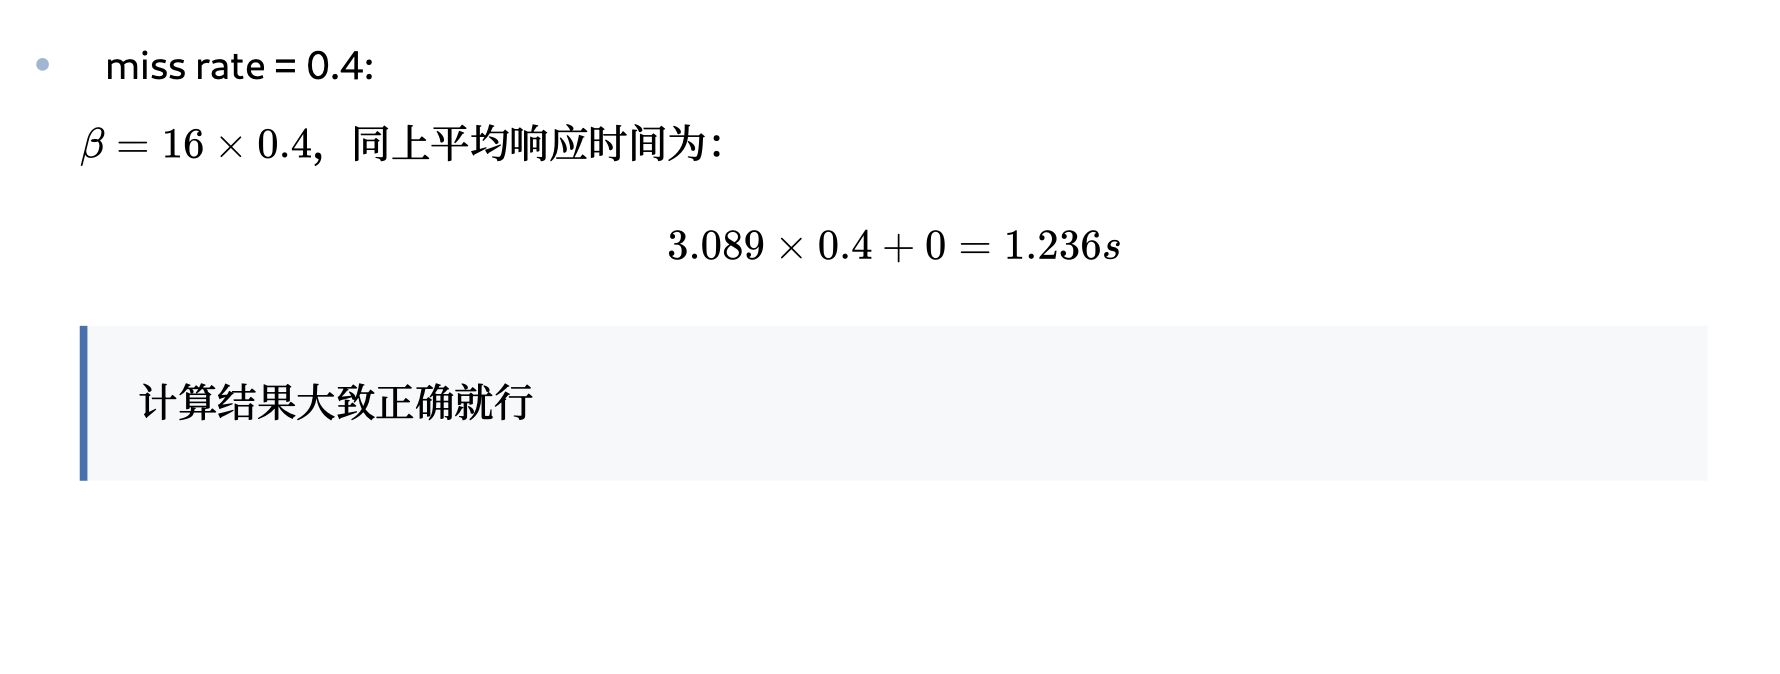 miss rate = 0.4:
β = 16 × 0.4，同上平均响应时间为：
3.089 × 0.4 + 0 = 1.236s
计算结果大致正确就行